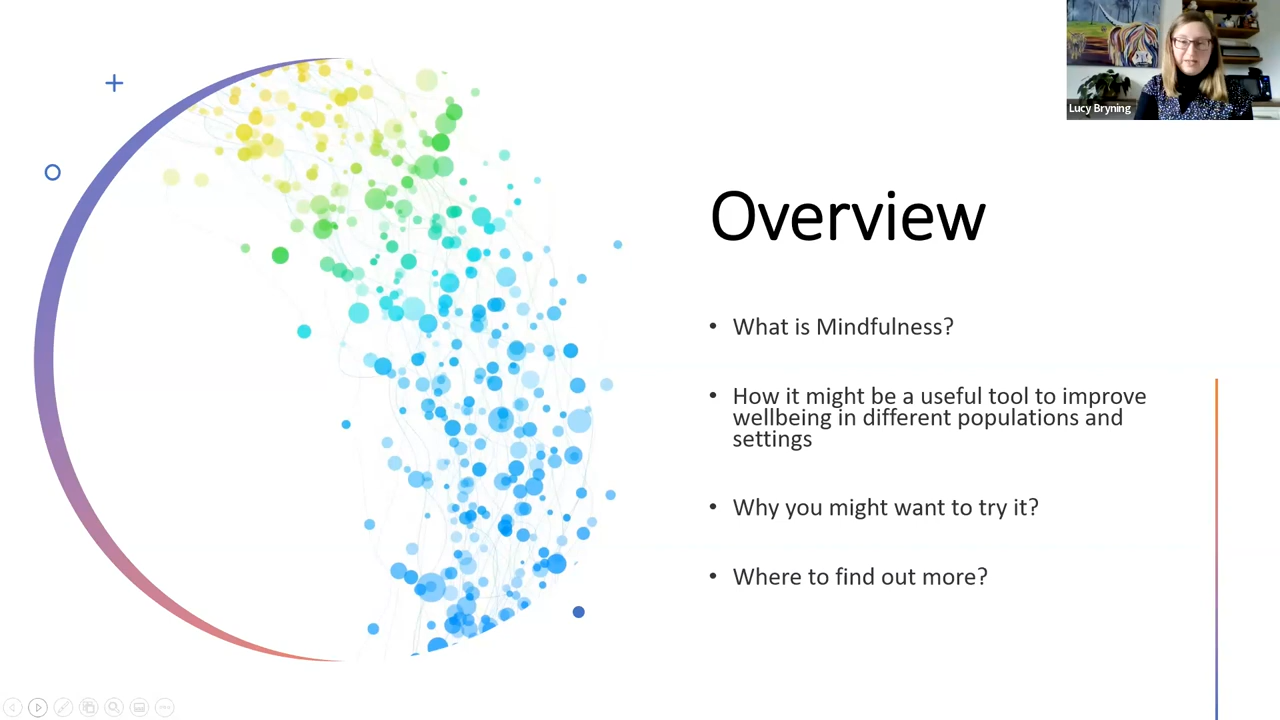 Lucy Bryning
Overview
• What is Mindfulness?
• How it might be a useful tool to improve
wellbeing in different populations and
settings
• Why you might want to try it?
• Where to find out more?